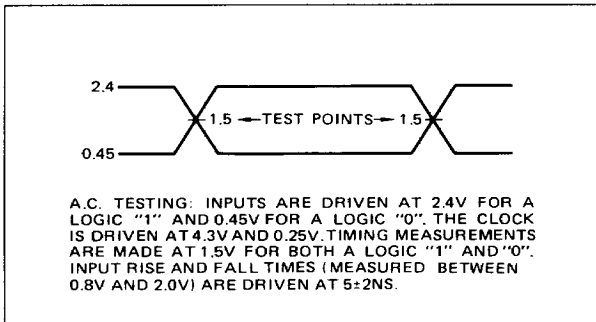 2.4
1.5 ←TEST POINTS→ 1.5
0.45
A.C. TESTING: INPUTS ARE DRIVEN AT 2.4V FOR A
LOGIC "1" AND 0.45V FOR A LOGIC "0". THE CLOCK
IS DRIVEN AT 4.3V AND 0.25V. TIMING MEASUREMENTS
ARE MADE AT 1.5V FOR BOTH A LOGIC "1" AND "0".
INPUT RISE AND FALL TIMES (MEASURED BETWEEN
0.8V AND 2.0V) ARE DRIVEN AT 5±2NS.